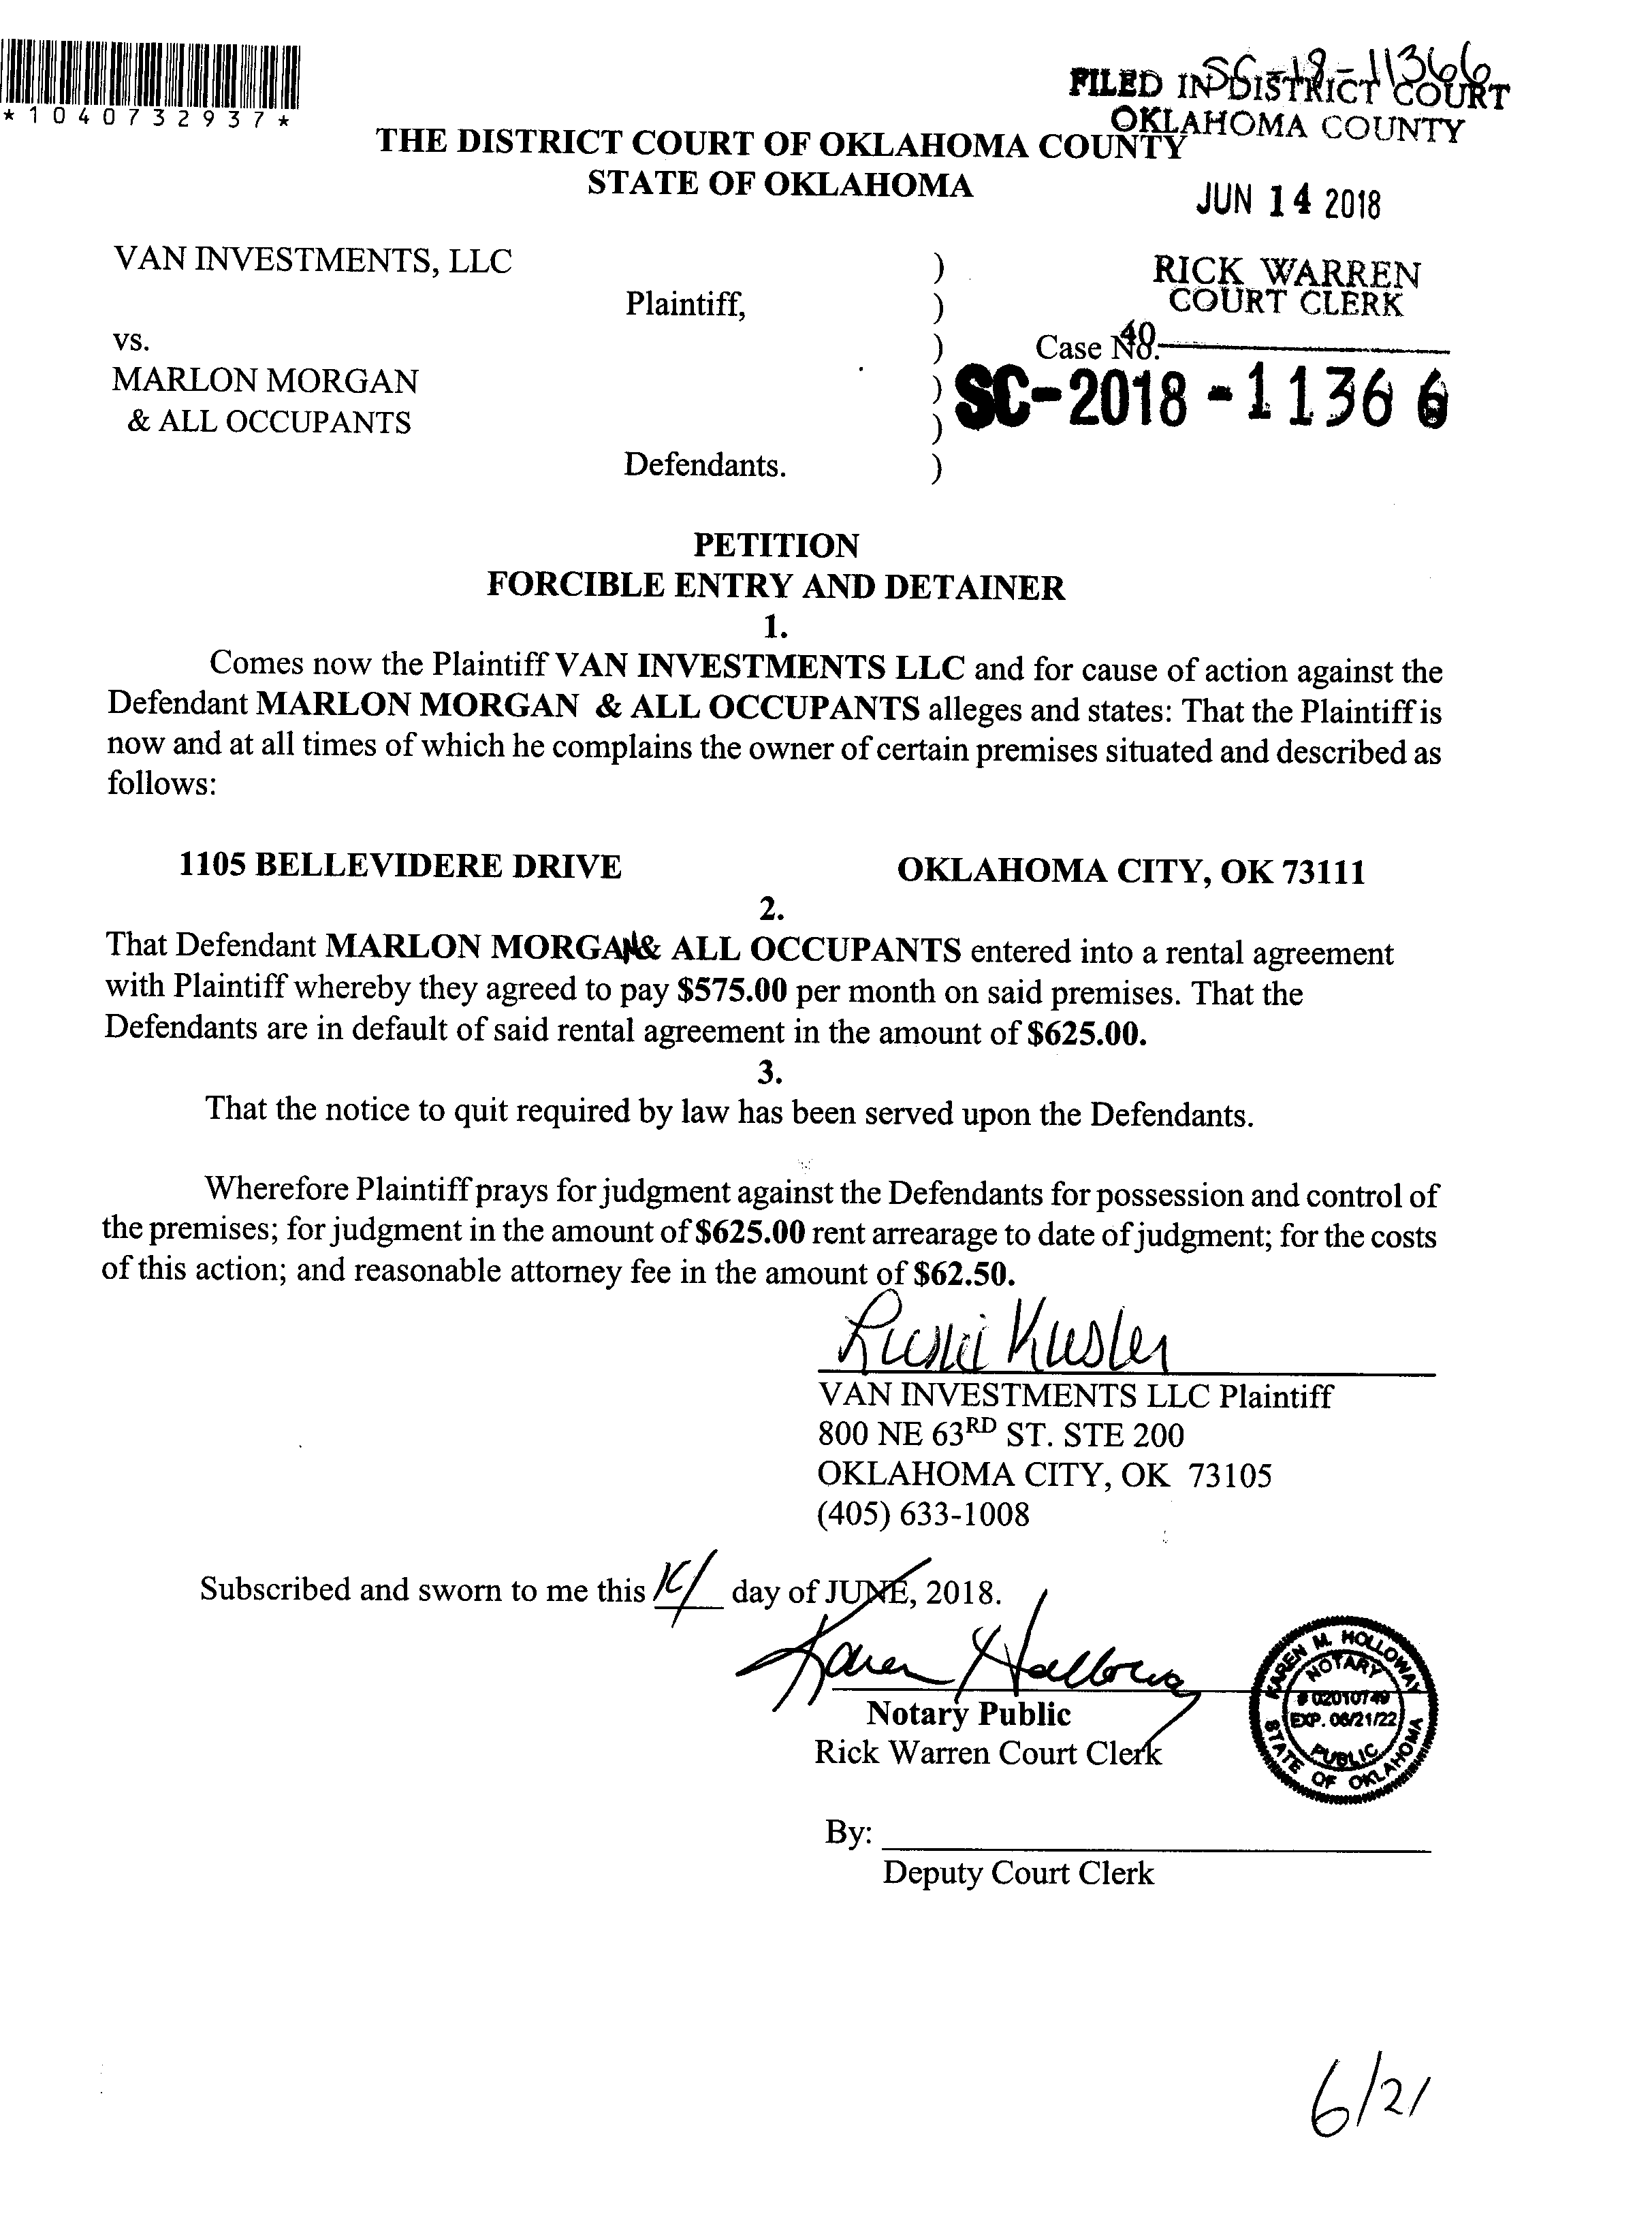 *1040732937*
SC-18-11366
FILED IN DISTRICT COURT
OKLAHOMA COUNTY
THE DISTRICT COURT OF OKLAHOMA COUNTY
STATE OF OKLAHOMA
JUN 14 2018
VAN INVESTMENTS, LLC )
RICK WARREN
COURT CLERK
Plaintiff, )
vs. ) Case No.
40
MARLON MORGAN ) SC-2018-11366
& ALL OCCUPANTS )
Defendants. )
PETITION
FORCIBLE ENTRY AND DETAINER
1.
Comes now the Plaintiff VAN INVESTMENTS LLC and for cause of action against the
Defendant MARLON MORGAN & ALL OCCUPANTS alleges and states: That the Plaintiff is
now and at all times of which he complains the owner of certain premises situated and described as
follows:
1105 BELLEVIDERE DRIVE OKLAHOMA CITY, OK 73111
2.
That Defendant MARLON MORGAN & ALL OCCUPANTS entered into a rental agreement
with Plaintiff whereby they agreed to pay $575.00 per month on said premises. That the
Defendants are in default of said rental agreement in the amount of $625.00.
3.
That the notice to quit required by law has been served upon the Defendants.
Wherefore Plaintiff prays for judgment against the Defendants for possession and control of
the premises; for judgment in the amount of $625.00 rent arrearage to date of judgment; for the costs
of this action; and reasonable attorney fee in the amount of $62.50.
Kusler
VAN INVESTMENTS LLC Plaintiff
800 NE 63RD ST. STE 200
OKLAHOMA CITY, OK 73105
(405) 633-1008
Subscribed and sworn to me this 14 day of JUNE, 2018.
Karen Holloway
Notary Public
Rick Warren Court Clerk
KAREN M. HOLLOWAY
NOTARY
# 02010749
EXP. 06/21/22
PUBLIC
STATE OF OKLAHOMA
By:
Deputy Court Clerk
6/21